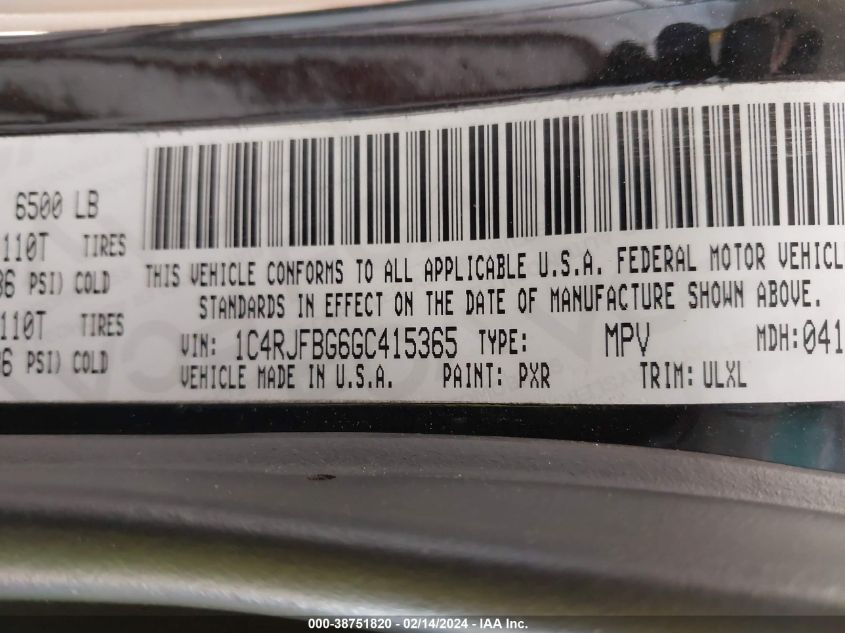 6500 LB
110T TIRES
36 PSI) COLD
110T TIRES
36 PSI) COLD
THIS VEHICLE CONFORMS TO ALL APPLICABLE U.S.A. FEDERAL MOTOR VEHICL
STANDARDS IN EFFECT ON THE DATE OF MANUFACTURE SHOWN ABOVE.
VIN: 1C4RJFBG6GC415365 TYPE: MPV MDH:041
VEHICLE MADE IN U.S.A. PAINT: PXR TRIM: ULXL
000-38751820 - 02/14/2024 - IAA Inc.